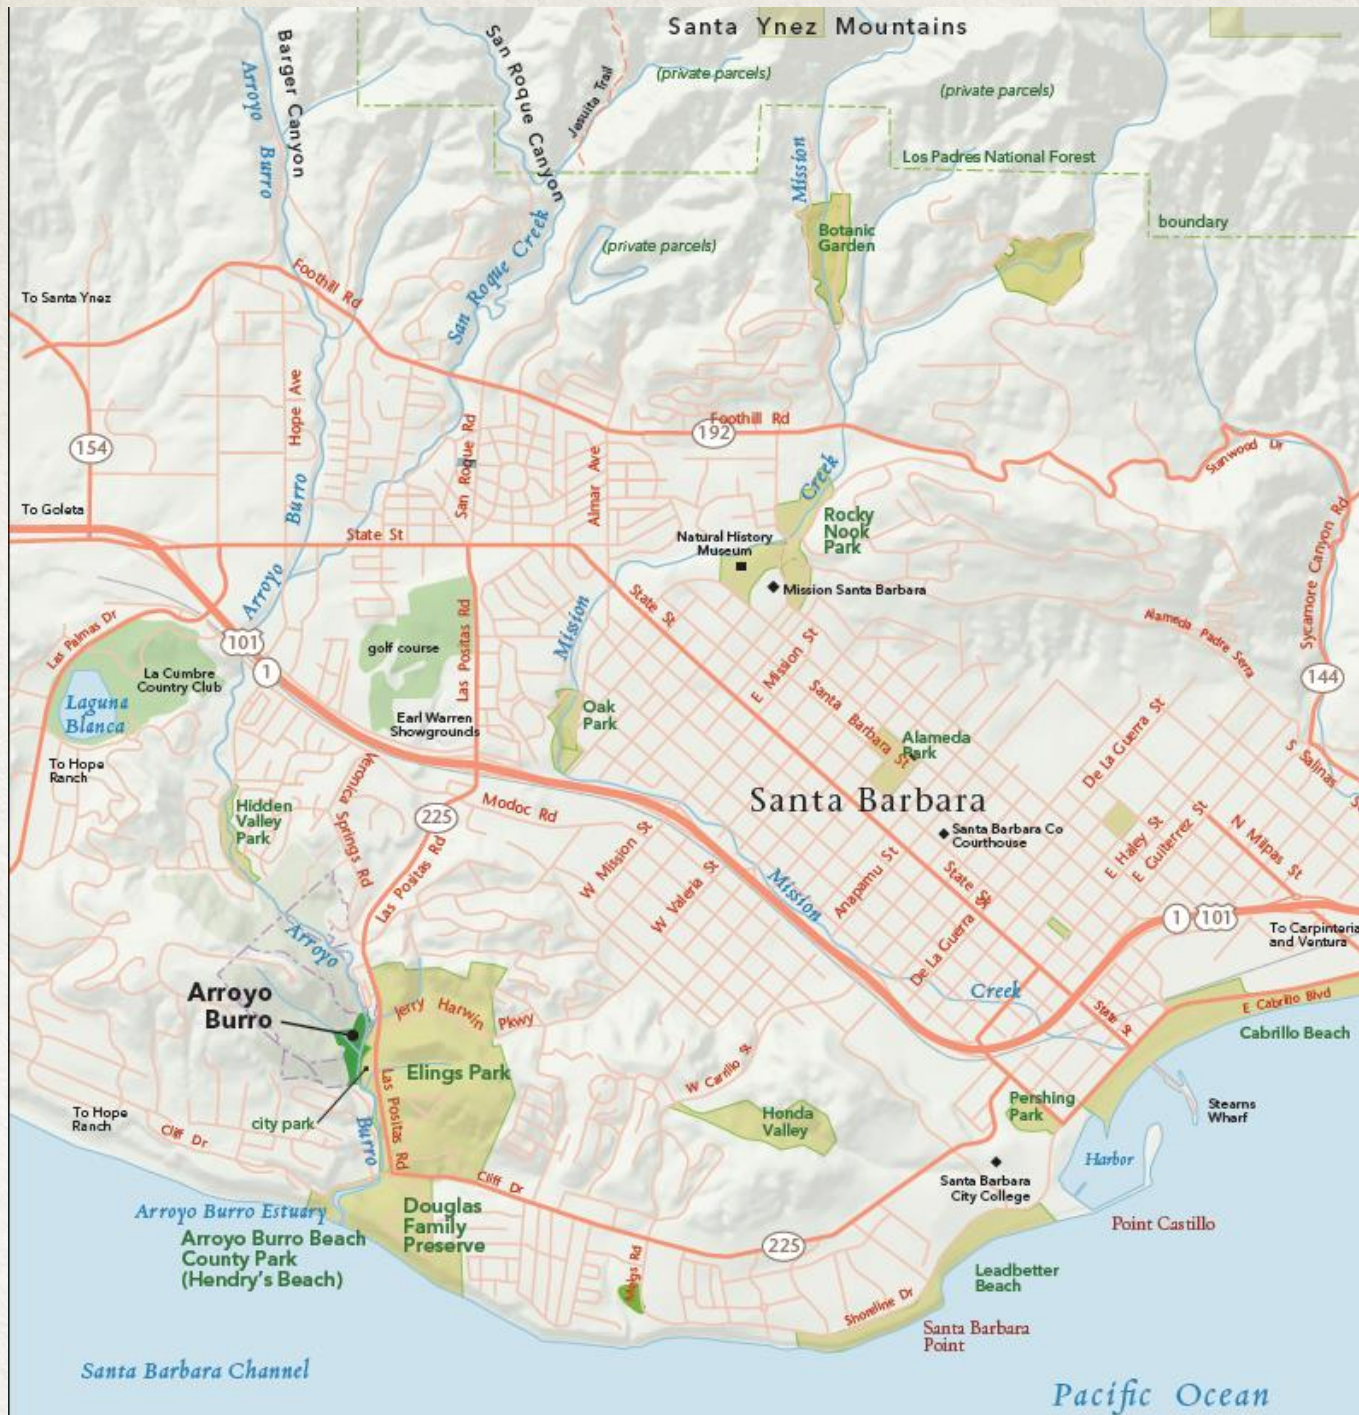 Santa Ynez Mountains
San Roque Canyon
Barger Canyon
Arroyo
Burro
(private parcels)
(private parcels)
Jasuita Trail
Mission
Los Padres National Forest
boundary
Botanic
Garden
(private parcels)
San Roque Creek
Foothill Rd
To Santa Ynez
Hope Ave
Foothill Rd
192
154
San Roque Rd
Almar Ave
Stanwood Dr
Burro
Creek
To Goleta
State St
Rocky
Nook
Park
Natural History
Museum
Sycamore Canyon Rd
Arroyo
Mission Santa Barbara
Mission
State St
Las Palmas Dr
Las Positas Rd
Alameda Padre Serra
101
1
golf course
La Cumbre
Country Club
E Mission St
144
Laguna
Blanca
Santa Barbara St
Oak
Park
Earl Warren
Showgrounds
Alameda
Park
De La Guerra St
To Hope
Ranch
S Salinas
S
Veronica Springs Rd
Santa Barbara
Modoc Rd
225
Hidden
Valley
Park
Santa Barbara Co
Courthouse
E Haley St
E Guiterrez St
N Milpas St
W Mission St
Las Positas Rd
W Valeria St
Mission
Anapamu St
State St
1
101
Arroyo
De La Guerra St
To Carpinteria
and Ventura
Arroyo
Burro
Jerry Harwin Pkwy
Creek
State St
E Cabrillo Blvd
Cabrillo Beach
Elings Park
Las Positas Rd
W Carillo St
city park
Burro
To Hope
Ranch
Cliff Dr
Honda
Valley
Pershing
Park
Stearns
Wharf
Harbor
Cliff Dr
Santa Barbara
City College
Arroyo Burro Estuary
Arroyo Burro Beach
County Park
(Hendry's Beach)
Douglas
Family
Preserve
Point Castillo
225
Leadbetter
Beach
Shoreline Dr
Santa Barbara
Point
Santa Barbara Channel
Pacific Ocean